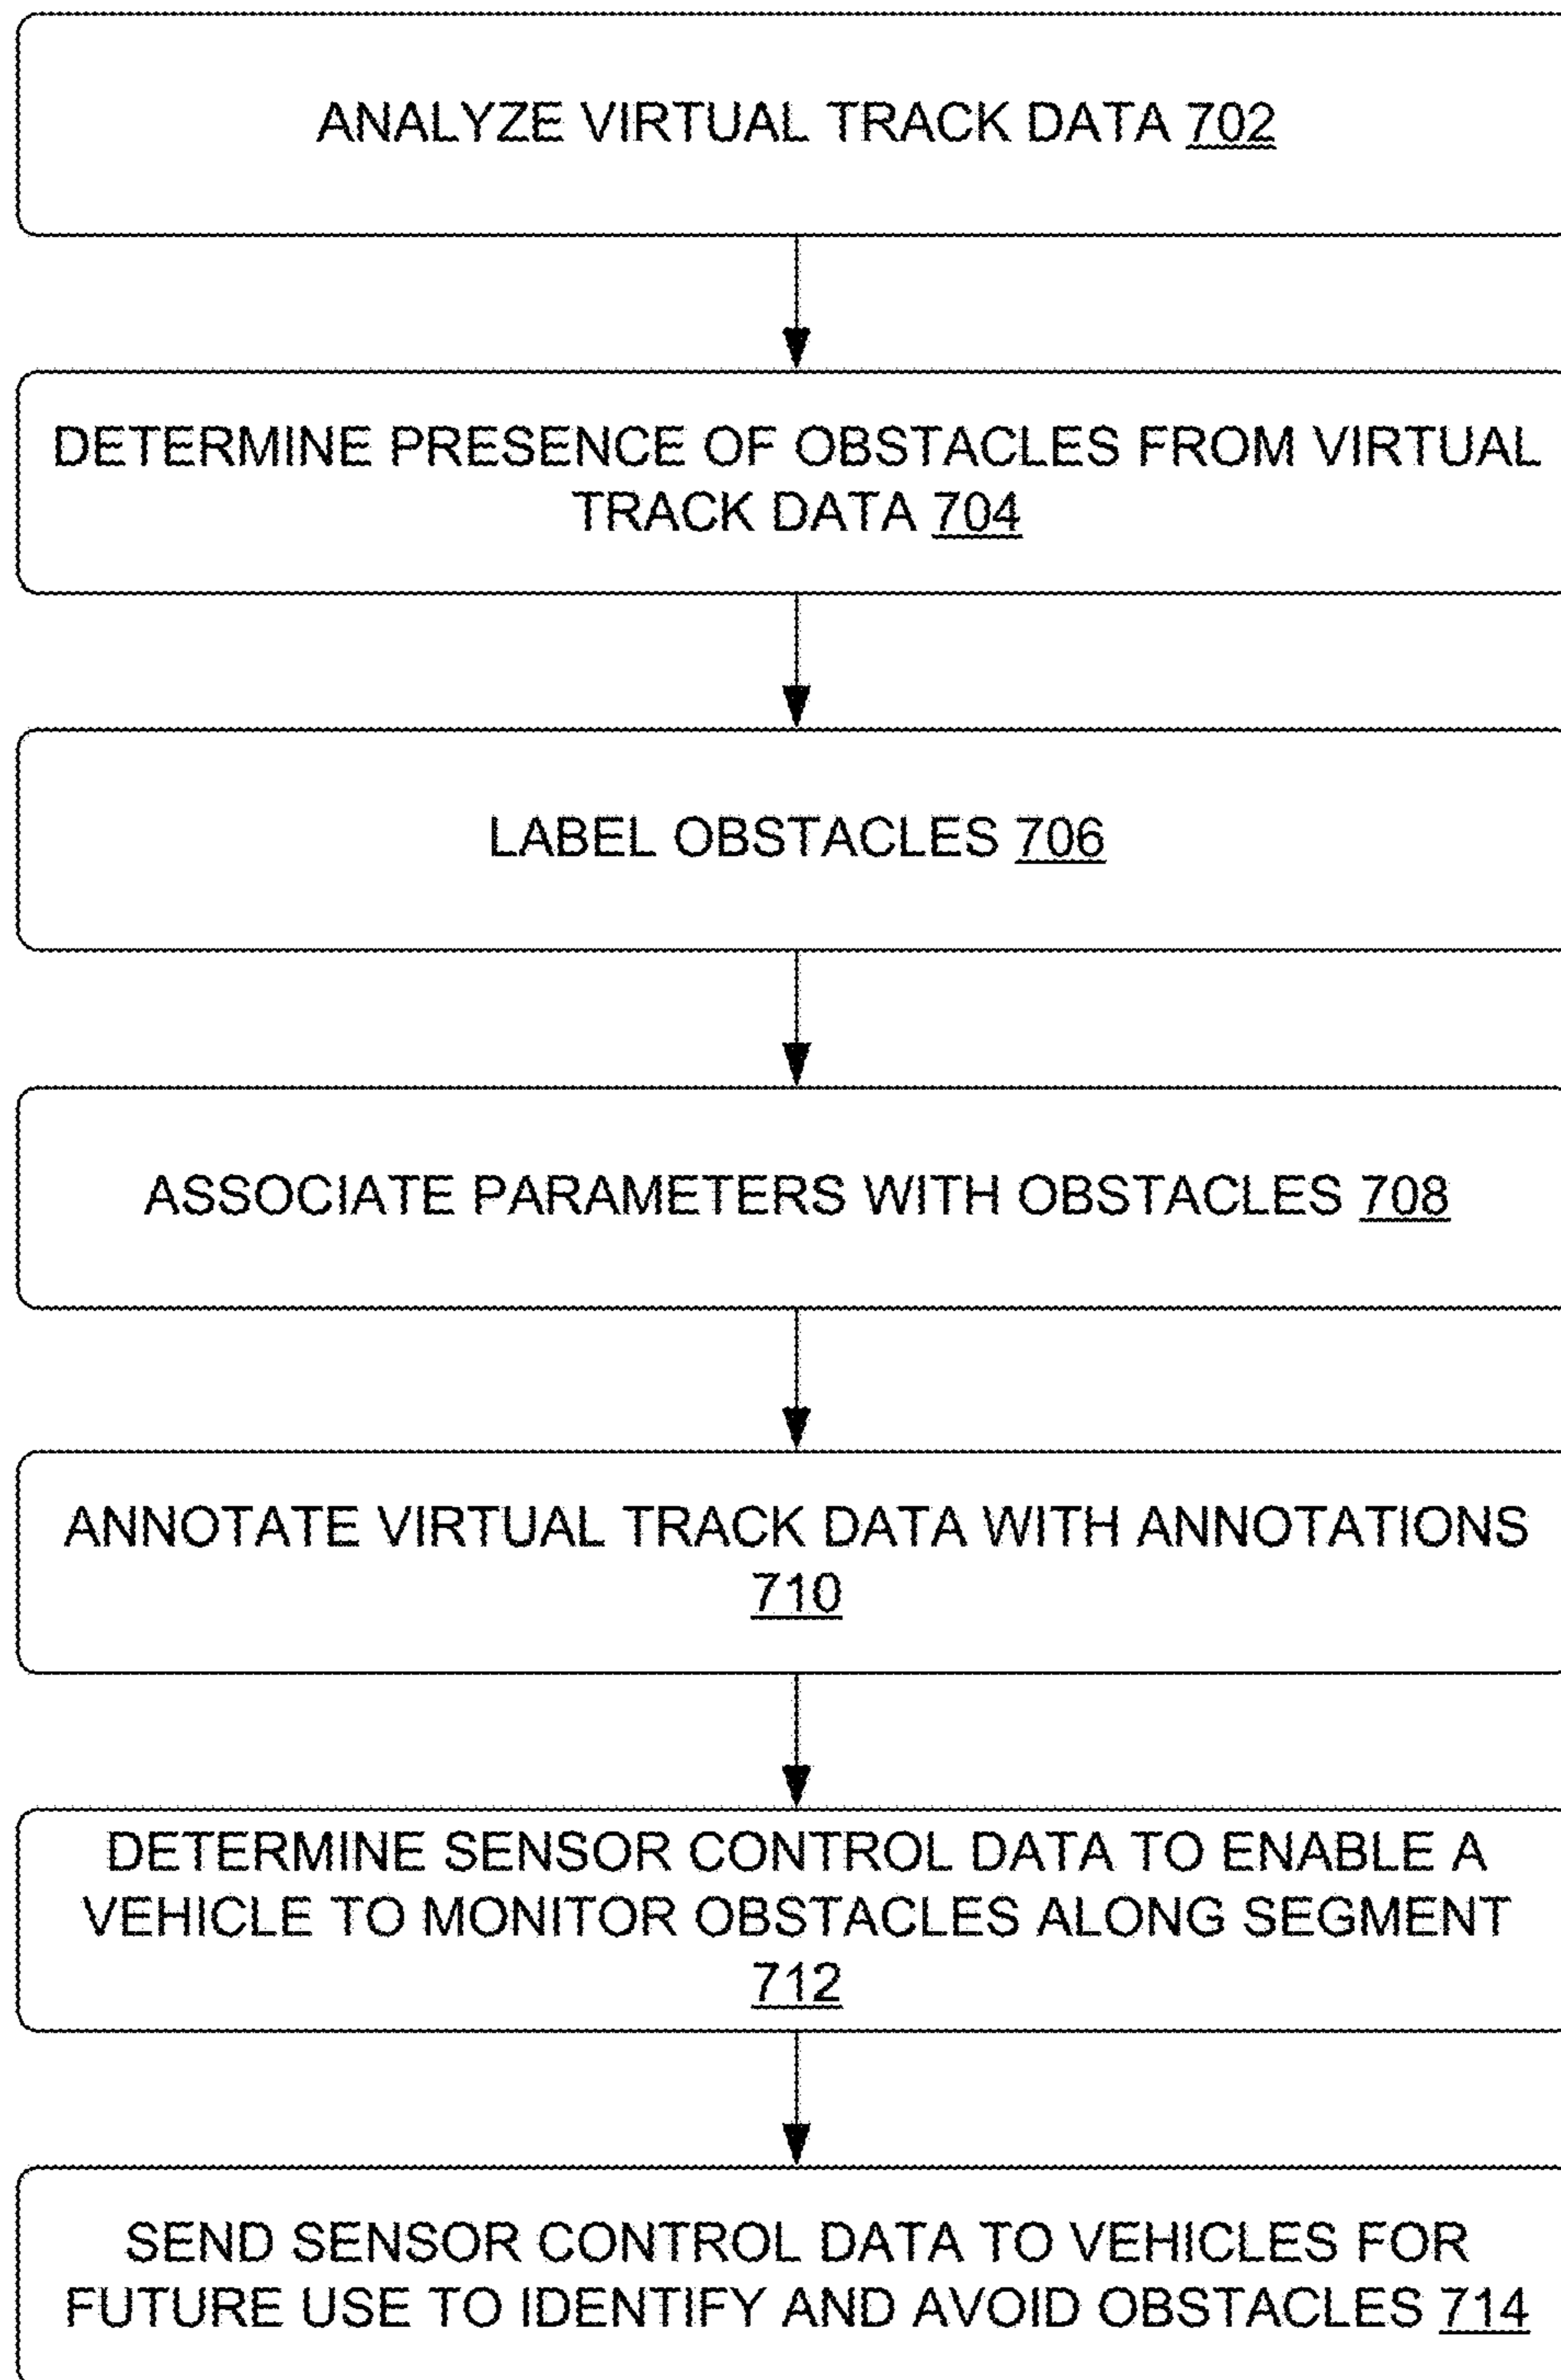 ANALYZE VIRTUAL TRACK DATA 702
DETERMINE PRESENCE OF OBSTACLES FROM VIRTUAL
TRACK DATA 704
LABEL OBSTACLES 706
ASSOCIATE PARAMETERS WITH OBSTACLES 708
ANNOTATE VIRTUAL TRACK DATA WITH ANNOTATIONS
710
DETERMINE SENSOR CONTROL DATA TO ENABLE A
VEHICLE TO MONITOR OBSTACLES ALONG SEGMENT
712
SEND SENSOR CONTROL DATA TO VEHICLES FOR
FUTURE USE TO IDENTIFY AND AVOID OBSTACLES 714